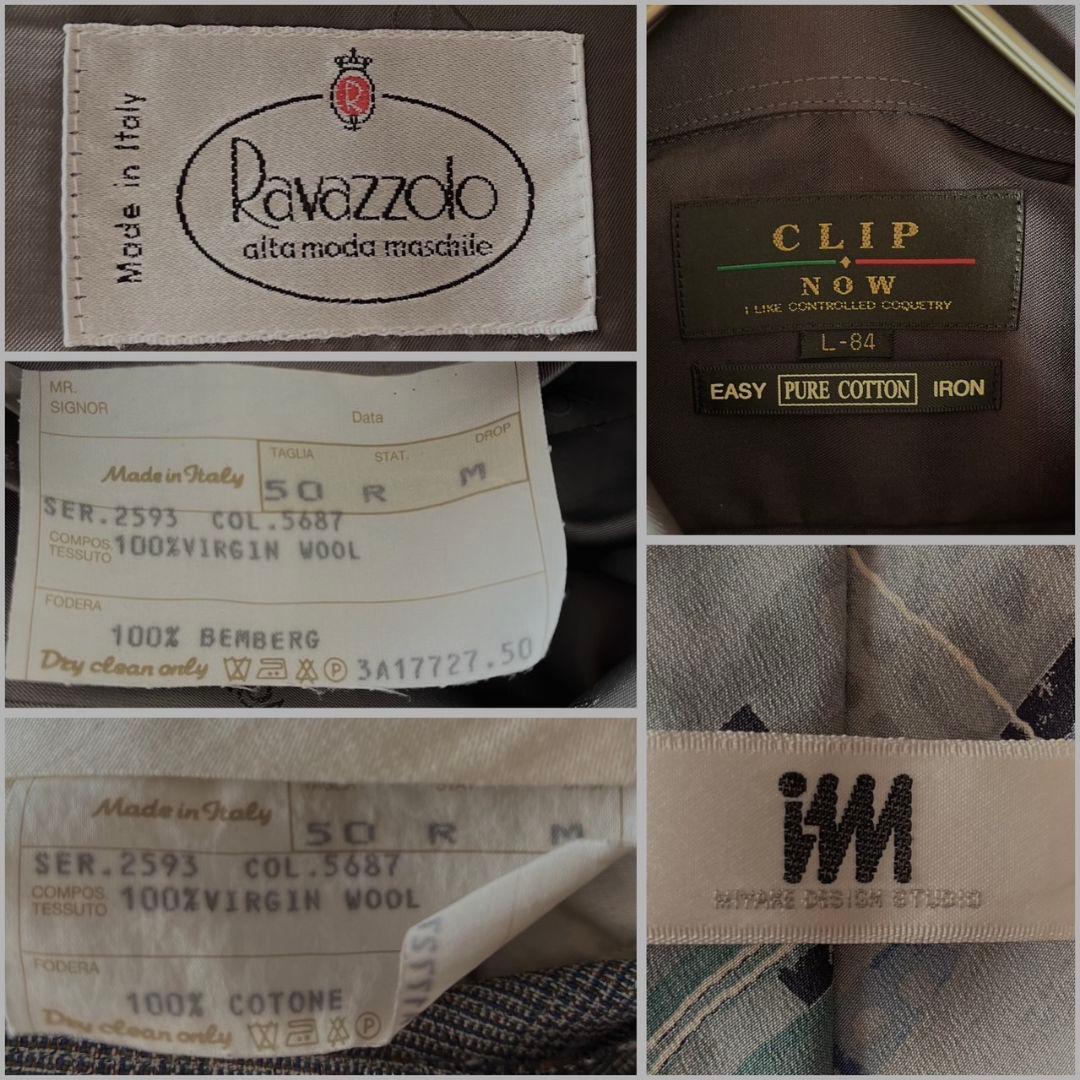 Made in Italy
R
Ravazzolo
alta moda maschile
MR.
SIGNOR
Data
TAGLIA STAT. DROP
Made in Italy 50 R M
SER.2593 COL.5687
COMPOS. TESSUTO 100%VIRGIN WOOL
FODERA
100% BEMBERG
Dry clean only P 3A17727.50
Made in Italy 50 R M
SER.2593 COL.5687
COMPOS. TESSUTO 100%VIRGIN WOOL
FODERA
100% COTONE
Dry clean only P
CLIP
NOW
I LIKE CONTROLLED COQUETRY
L-84
EASY PURE COTTON IRON
im
MIYAKE DESIGN STUDIO